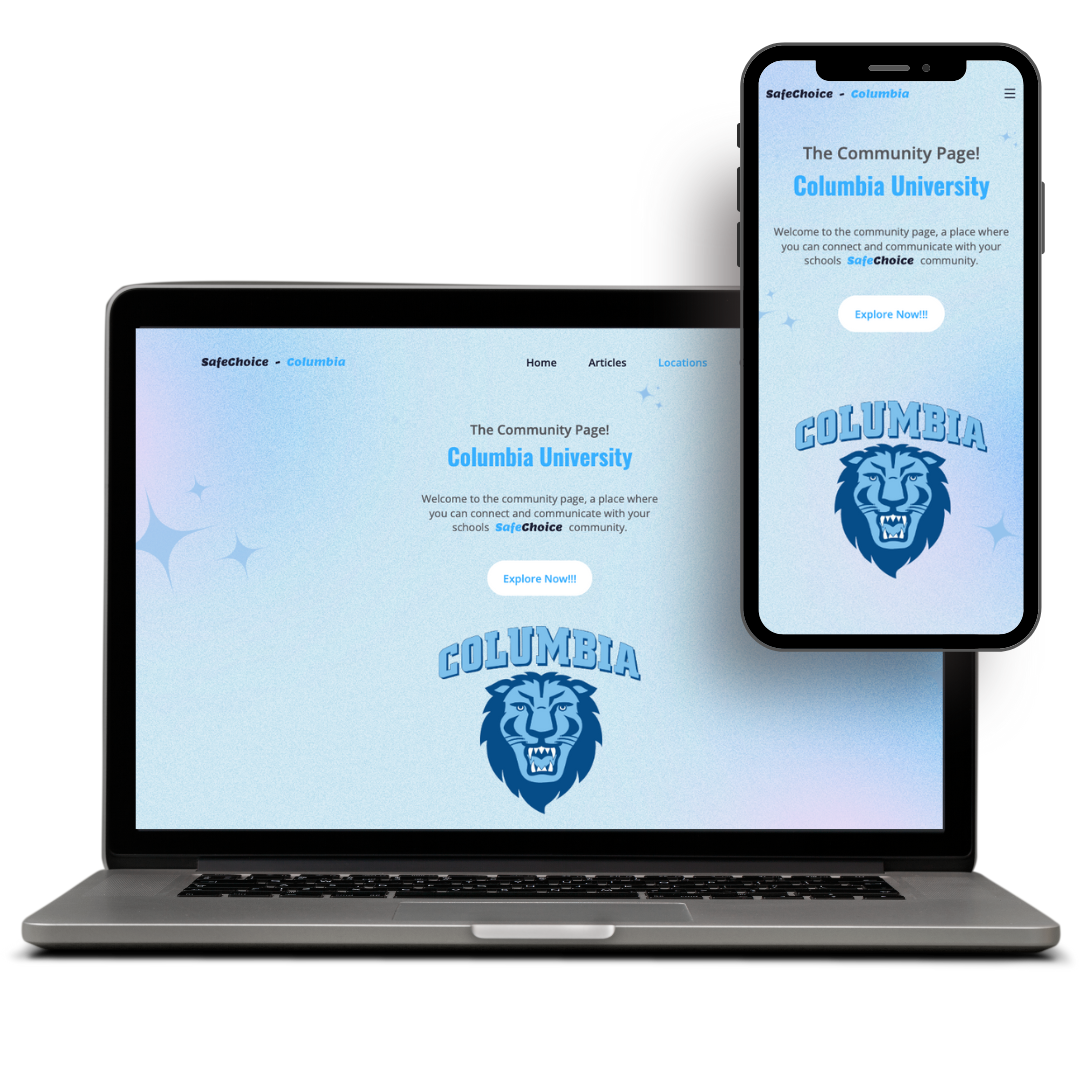 SafeChoice - Columbia
The Community Page!
Columbia University
Welcome to the community page, a place where
you can connect and communicate with your
schools SafeChoice community.
Explore Now!!!
COLUMBIA
SafeChoice - Columbia
Home Articles Locations
The Community Page!
Columbia University
Welcome to the community page, a place where
you can connect and communicate with your
schools SafeChoice community.
Explore Now!!!
COLUMBIA